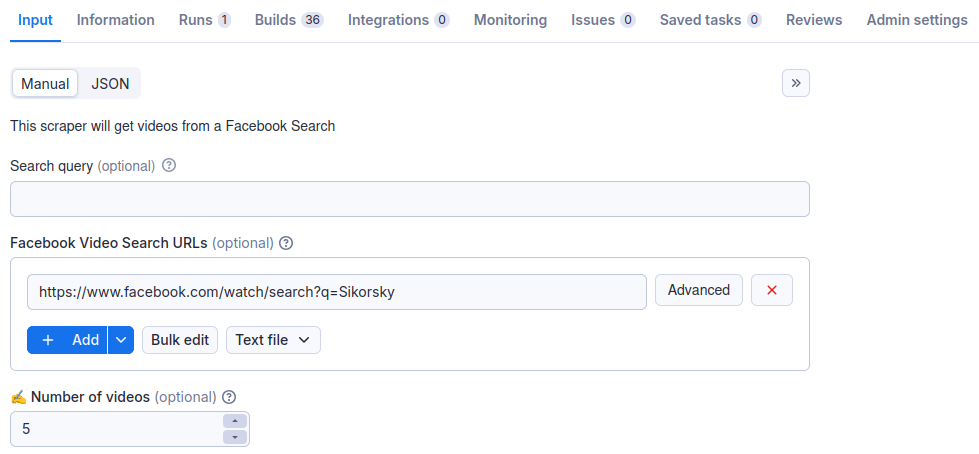 Input Information Runs 1 Builds 36 Integrations 0 Monitoring Issues 0 Saved tasks 0 Reviews Admin settings
Manual JSON
This scraper will get videos from a Facebook Search
Search query (optional)
Facebook Video Search URLs (optional)
https://www.facebook.com/watch/search?q=Sikorsky Advanced
+ Add Bulk edit Text file
✍️ Number of videos (optional)
5